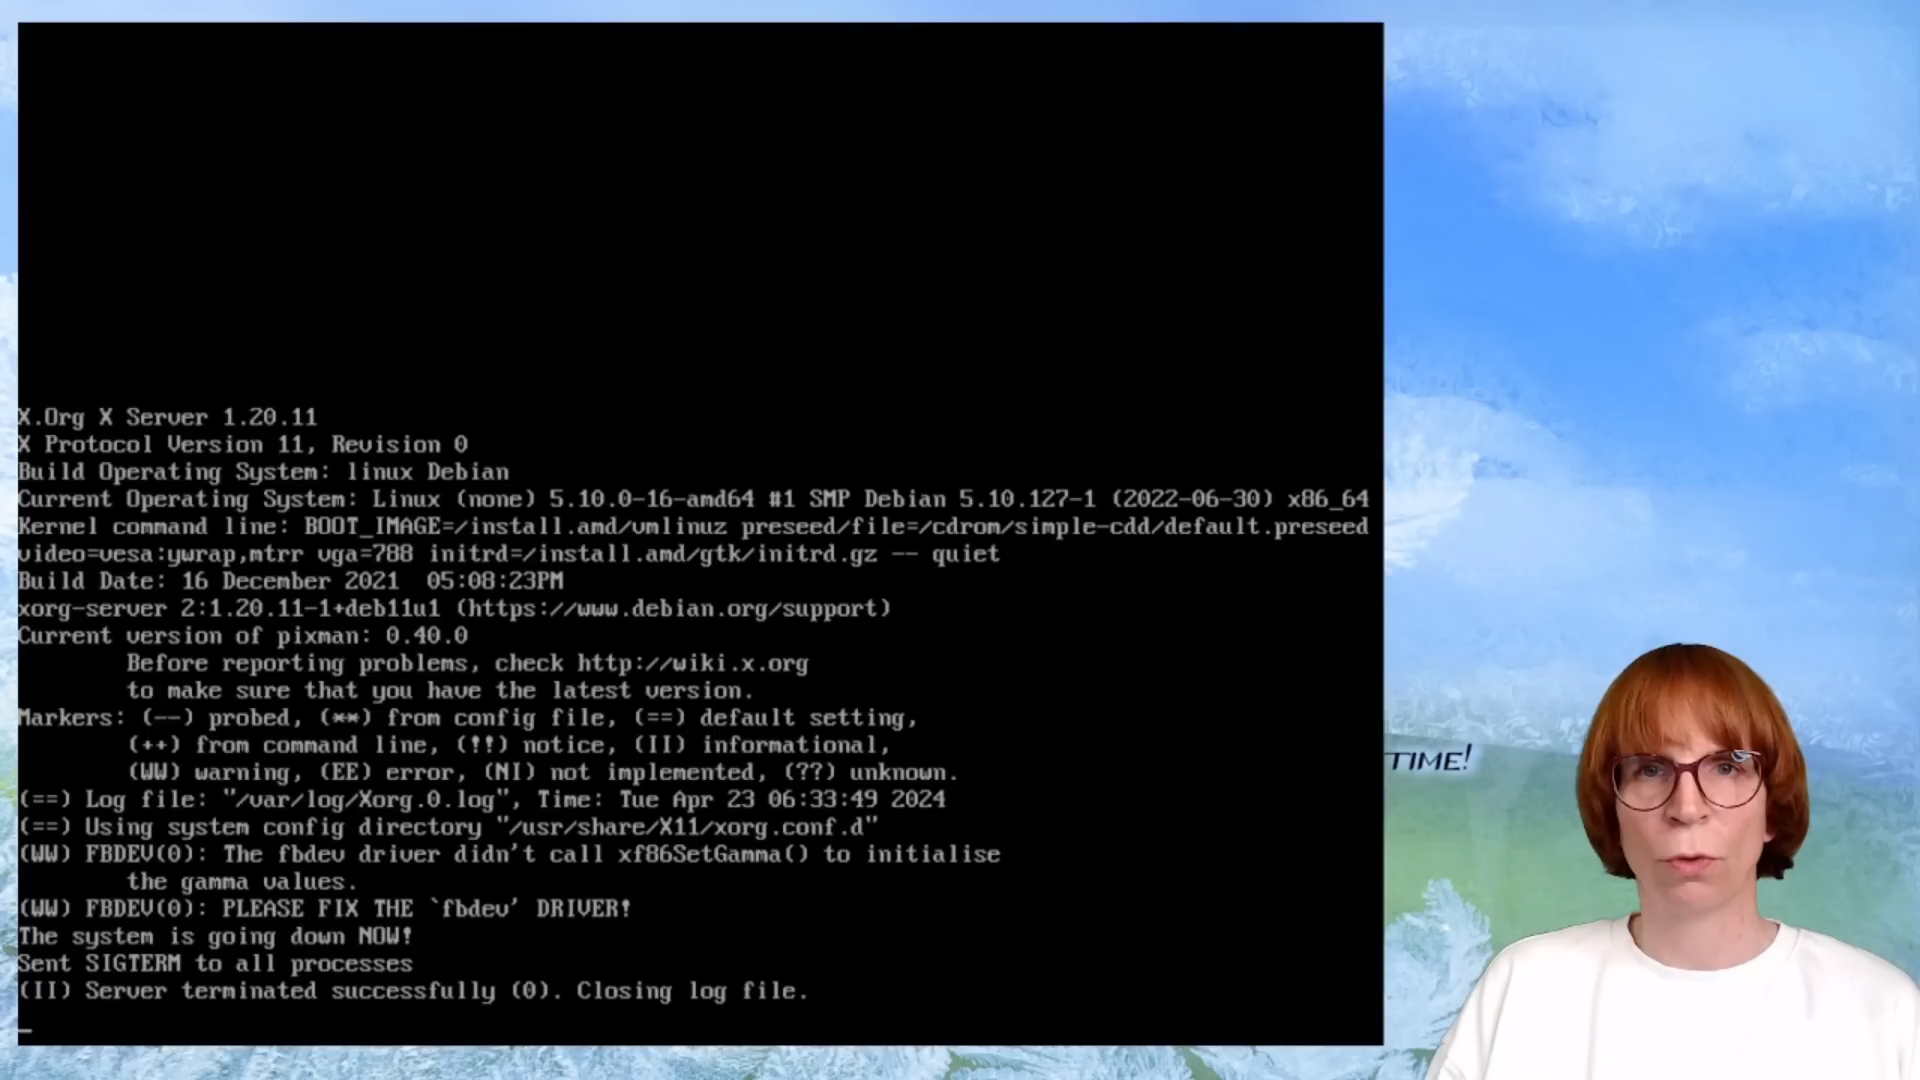 X.Org X Server 1.20.11
X Protocol Version 11, Revision 0
Build Operating System: linux Debian
Current Operating System: Linux (none) 5.10.0-16-amd64 #1 SMP Debian 5.10.127-1 (2022-06-30) x86_64
Kernel command line: BOOT_IMAGE=/install.amd/vmlinuz preseed/file=/cdrom/simple-cdd/default.preseed
video=vesa:ywrap,mtrr vga=788 initrd=/install.amd/gtk/initrd.gz -- quiet
Build Date: 16 December 2021  05:08:23PM
xorg-server 2:1.20.11-1+deb11u1 (https://www.debian.org/support)
Current version of pixman: 0.40.0
Before reporting problems, check http://wiki.x.org
to make sure that you have the latest version.
Markers: (--) probed, (**) from config file, (==) default setting,
(++) from command line, (!!) notice, (II) informational,
(WW) warning, (EE) error, (NI) not implemented, (??) unknown.
(==) Log file: "/var/log/Xorg.0.log", Time: Tue Apr 23 06:33:49 2024
(==) Using system config directory "/usr/share/X11/xorg.conf.d"
(WW) FBDEV(0): The fbdev driver didn't call xf86SetGamma() to initialise
the gamma values.
(WW) FBDEV(0): PLEASE FIX THE `fbdev' DRIVER!
The system is going down NOW!
Sent SIGTERM to all processes
(II) Server terminated successfully (0). Closing log file.
_
TIME!